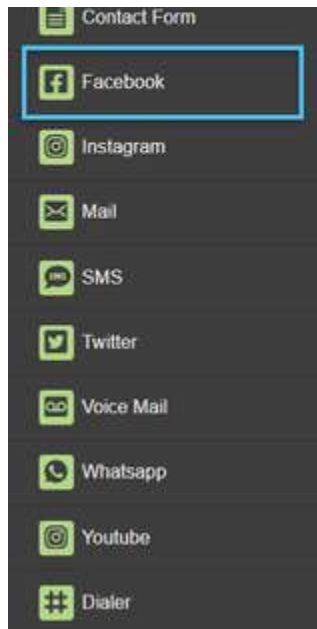 Contact Form
Facebook
Instagram
Mail
SMS
Twitter
Voice Mail
Whatsapp
Youtube
Dialer